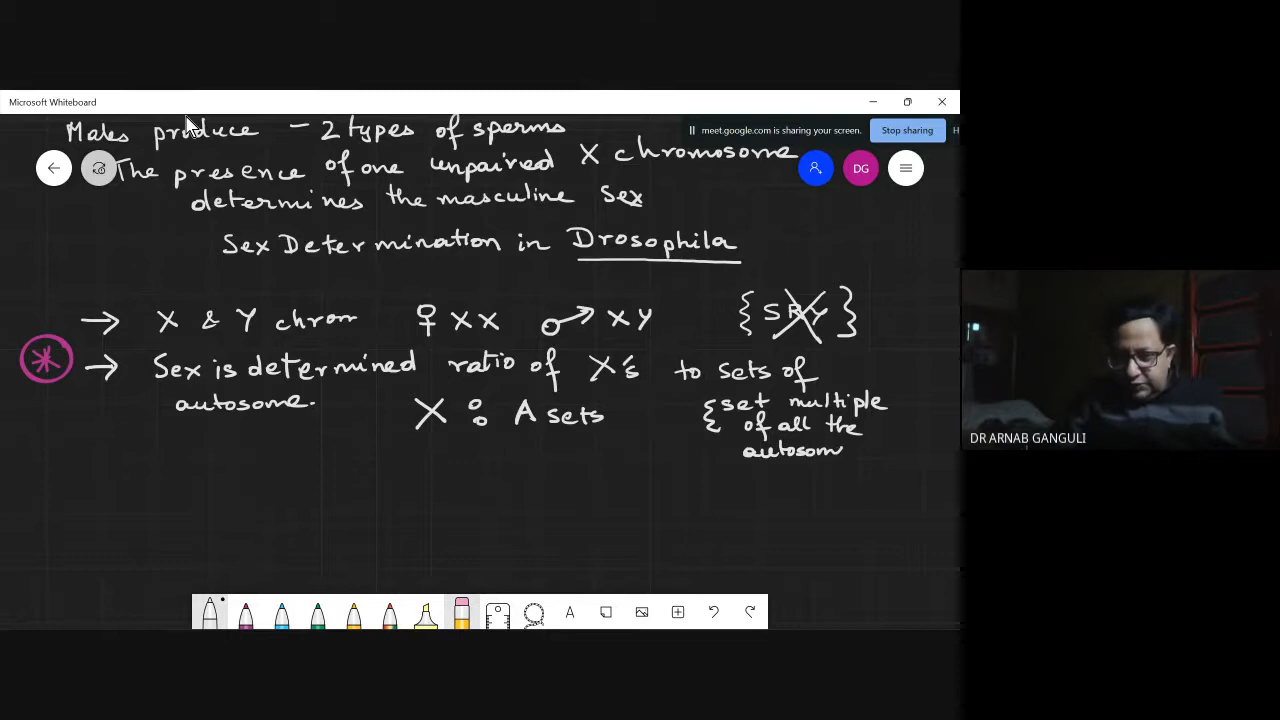 Microsoft Whiteboard
Males produce - 2 types of sperms
meet.google.com is sharing your screen.
Stop sharing
H
The presence of one unpaired X chromosome
DG
determines the masculine Sex
Sex Determination in Drosophila
→ X & Y chrom ♀ XX ♂ XY { SRY }
→ Sex is determined ratio of X's to sets of
autosome.
X : A sets
{ set multiple
of all the
autosom
DR ARNAB GANGULI
A